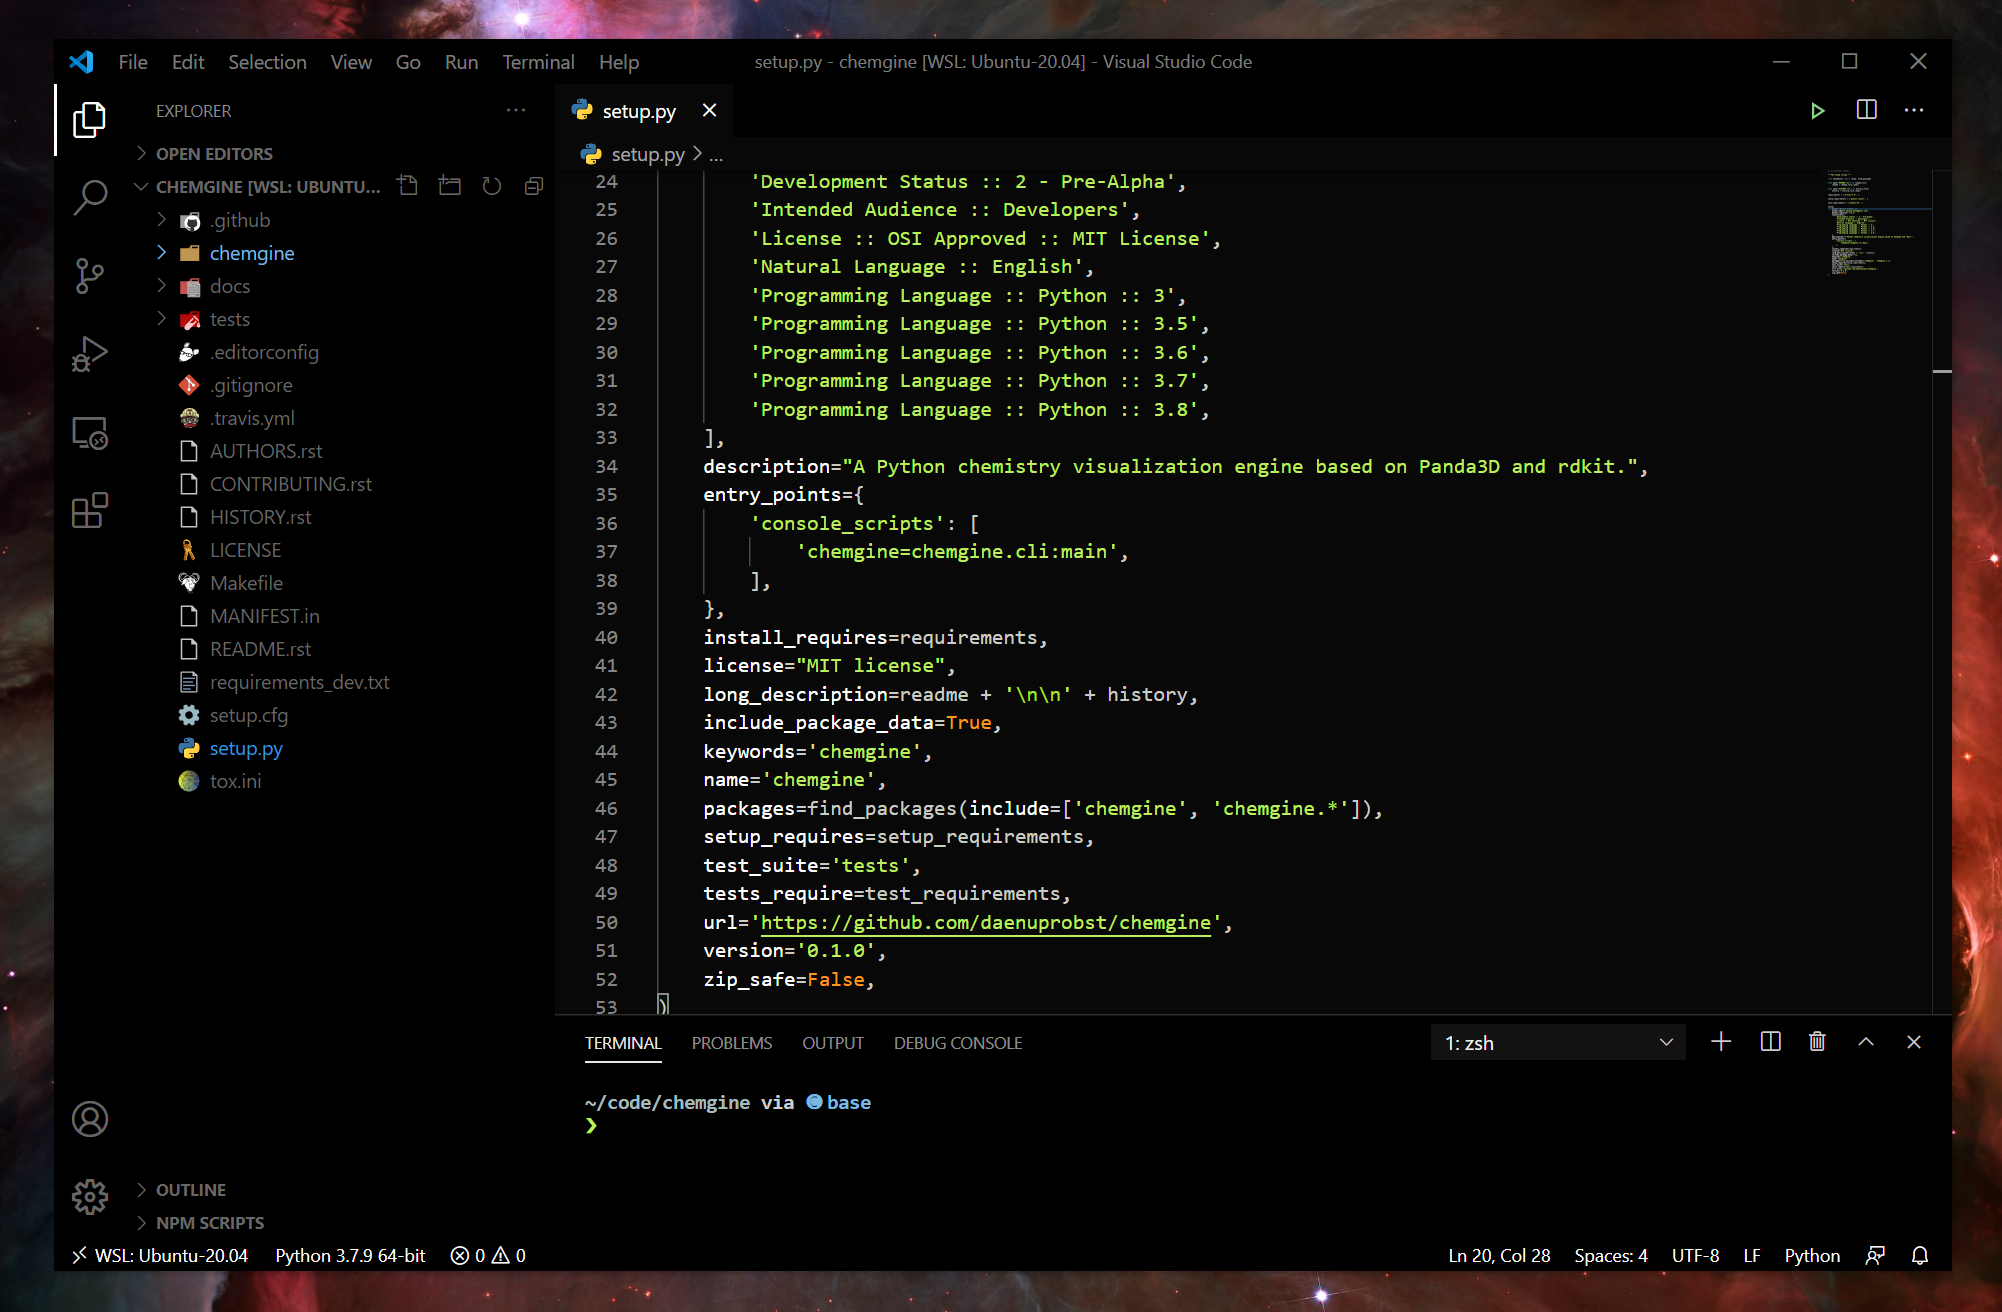 File Edit Selection View Go Run Terminal Help
setup.py - chemgine [WSL: Ubuntu-20.04] - Visual Studio Code
EXPLORER
OPEN EDITORS
CHEMGINE [WSL: UBUNTU...
.github
chemgine
docs
tests
.editorconfig
.gitignore
.travis.yml
AUTHORS.rst
CONTRIBUTING.rst
HISTORY.rst
LICENSE
Makefile
MANIFEST.in
README.rst
requirements_dev.txt
setup.cfg
setup.py
tox.ini
OUTLINE
NPM SCRIPTS
setup.py
setup.py > ...
24 'Development Status :: 2 - Pre-Alpha',
25 'Intended Audience :: Developers',
26 'License :: OSI Approved :: MIT License',
27 'Natural Language :: English',
28 'Programming Language :: Python :: 3',
29 'Programming Language :: Python :: 3.5',
30 'Programming Language :: Python :: 3.6',
31 'Programming Language :: Python :: 3.7',
32 'Programming Language :: Python :: 3.8',
33 ],
34 description="A Python chemistry visualization engine based on Panda3D and rdkit.",
35 entry_points={
36 'console_scripts': [
37 'chemgine=chemgine.cli:main',
38 ],
39 },
40 install_requires=requirements,
41 license="MIT license",
42 long_description=readme + '\n\n' + history,
43 include_package_data=True,
44 keywords='chemgine',
45 name='chemgine',
46 packages=find_packages(include=['chemgine', 'chemgine.*']),
47 setup_requires=setup_requirements,
48 test_suite='tests',
49 tests_require=test_requirements,
50 url='https://github.com/daenuprobst/chemgine',
51 version='0.1.0',
52 zip_safe=False,
53 )
TERMINAL PROBLEMS OUTPUT DEBUG CONSOLE
1: zsh
~/code/chemgine via C base
❯
WSL: Ubuntu-20.04 Python 3.7.9 64-bit 0 0
Ln 20, Col 28 Spaces: 4 UTF-8 LF Python